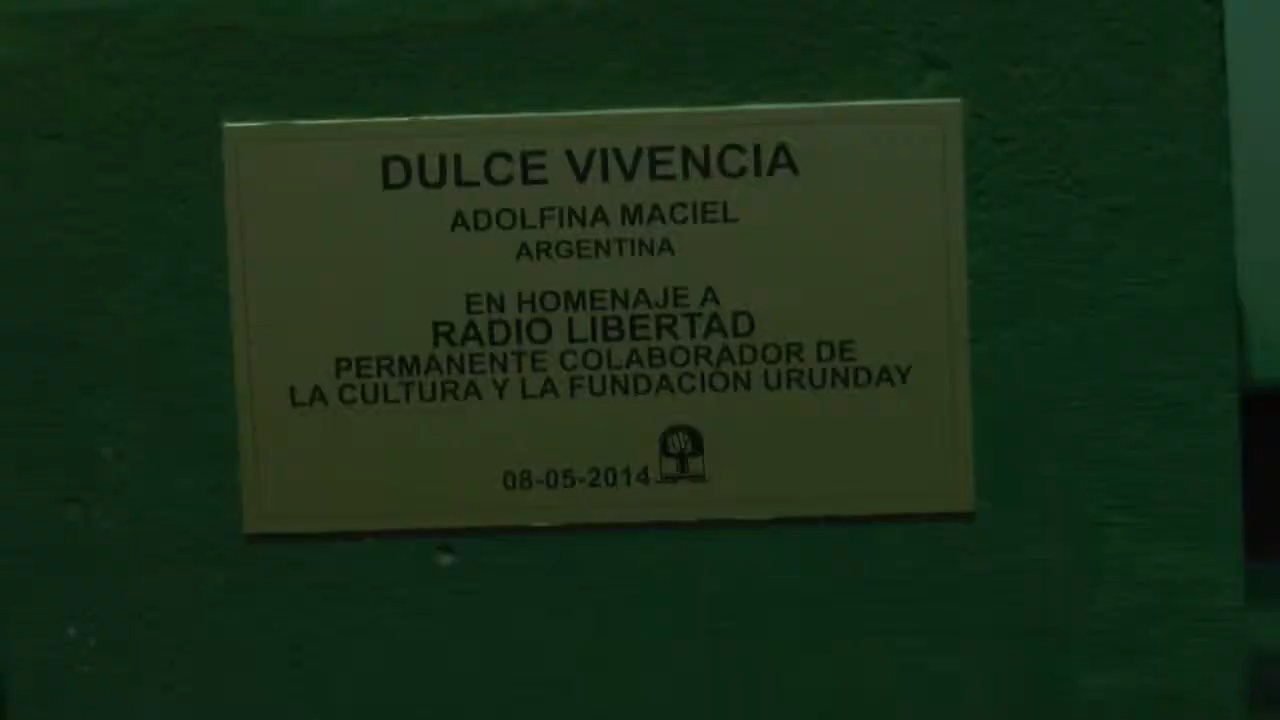 DULCE VIVENCIA
ADOLFINA MACIEL
ARGENTINA
EN HOMENAJE A
RADIO LIBERTAD
PERMANENTE COLABORADOR DE
LA CULTURA Y LA FUNDACIÓN URUNDAY
08-05-2014